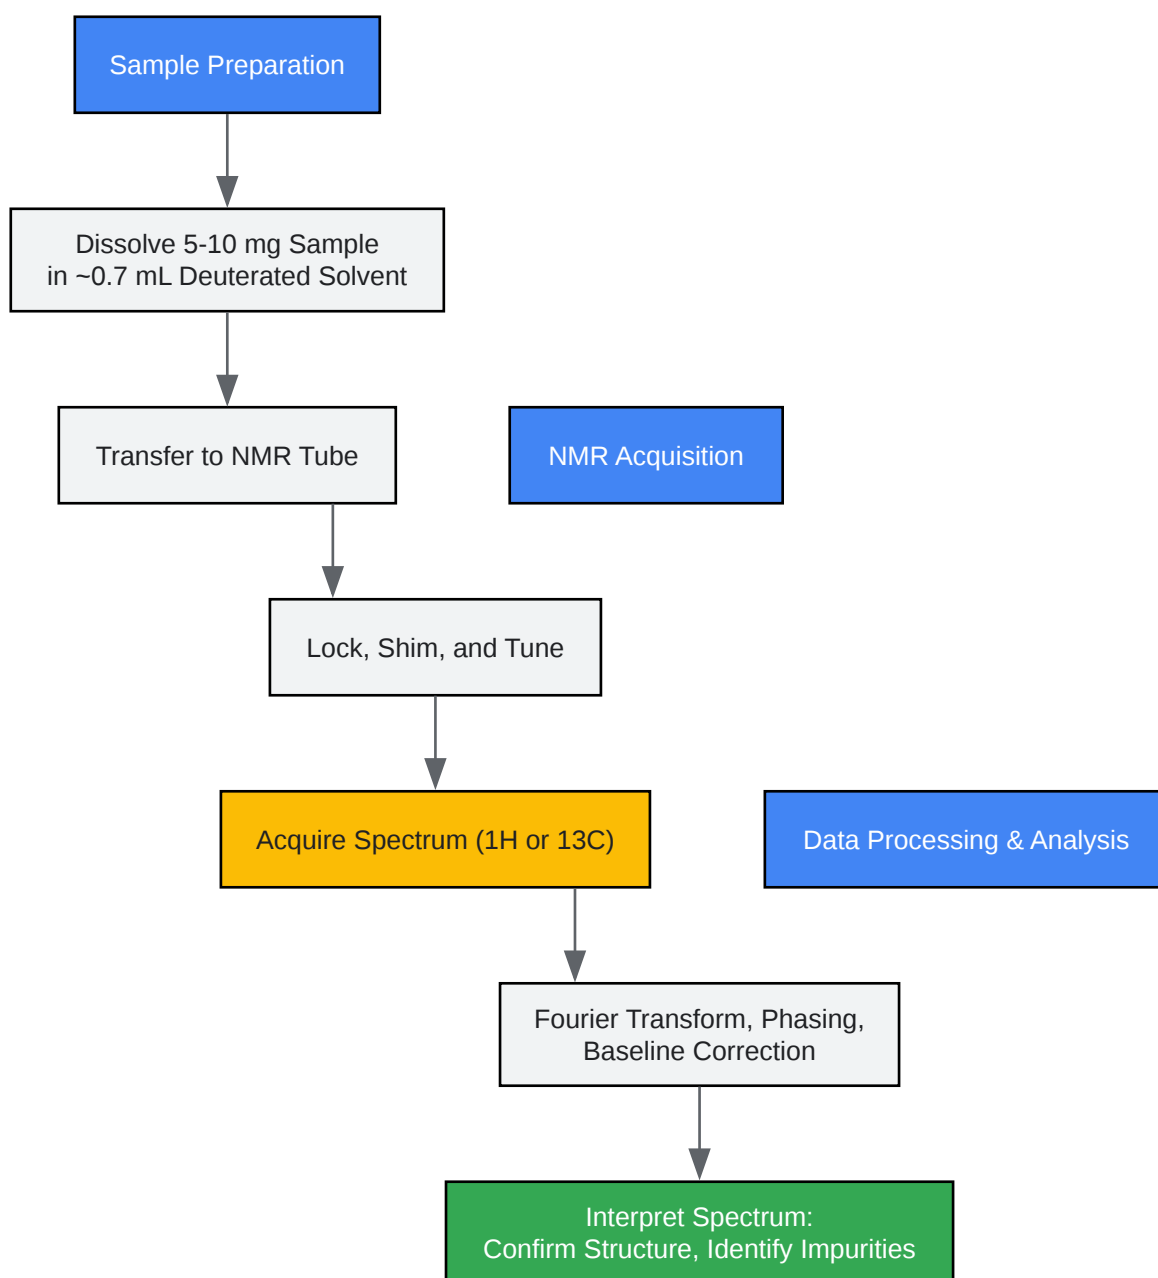 Sample Preparation
Dissolve 5-10 mg Sample
in ~0.7 mL Deuterated Solvent
Transfer to NMR Tube
NMR Acquisition
Lock, Shim, and Tune
Acquire Spectrum (1H or 13C)
Data Processing & Analysis
Fourier Transform, Phasing,
Baseline Correction
Interpret Spectrum:
Confirm Structure, Identify Impurities